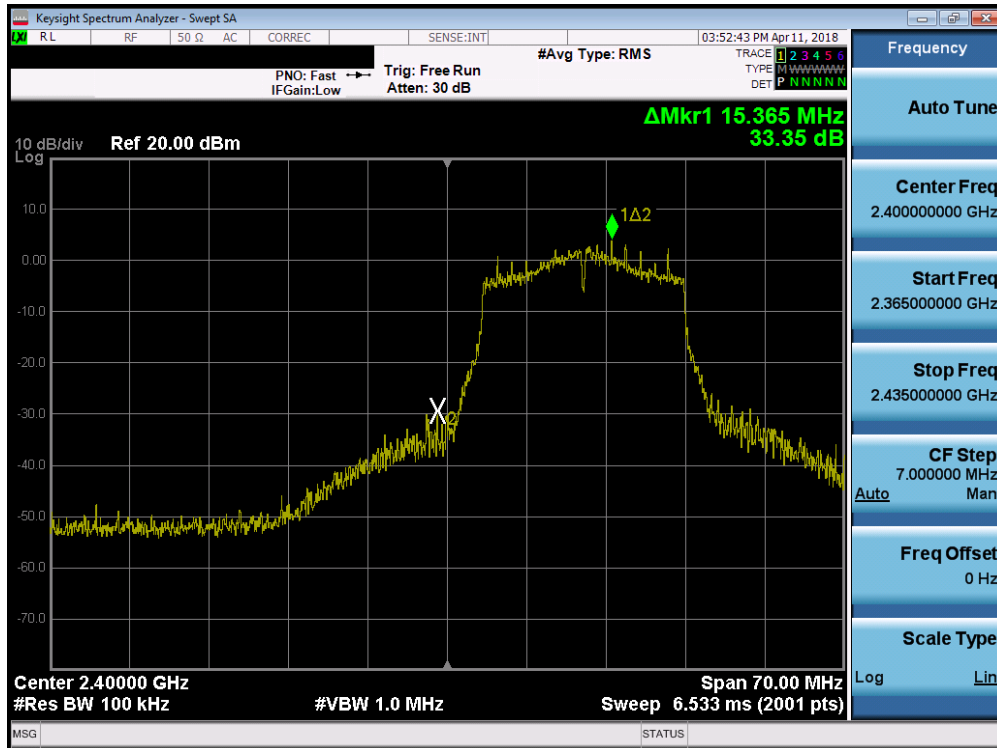 Keysight Spectrum Analyzer - Swept SA
LXI RL RF 50 Ω AC CORREC SENSE:INT 03:52:43 PM Apr 11, 2018
PNO: Fast Trig: Free Run #Avg Type: RMS TRACE 1 2 3 4 5 6
IFGain:Low Atten: 30 dB TYPE M WWWWW
DET P N N N N N
ΔMkr1 15.365 MHz
33.35 dB
10 dB/div Ref 20.00 dBm
Log
10.0
0.00
-10.0
-20.0
-30.0
-40.0
-50.0
-60.0
-70.0
1Δ2
X2
Center 2.40000 GHz Span 70.00 MHz
#Res BW 100 kHz #VBW 1.0 MHz Sweep 6.533 ms (2001 pts)
MSG STATUS
Frequency
Auto Tune
Center Freq
2.400000000 GHz
Start Freq
2.365000000 GHz
Stop Freq
2.435000000 GHz
CF Step
7.000000 MHz
Auto Man
Freq Offset
0 Hz
Scale Type
Log Lin